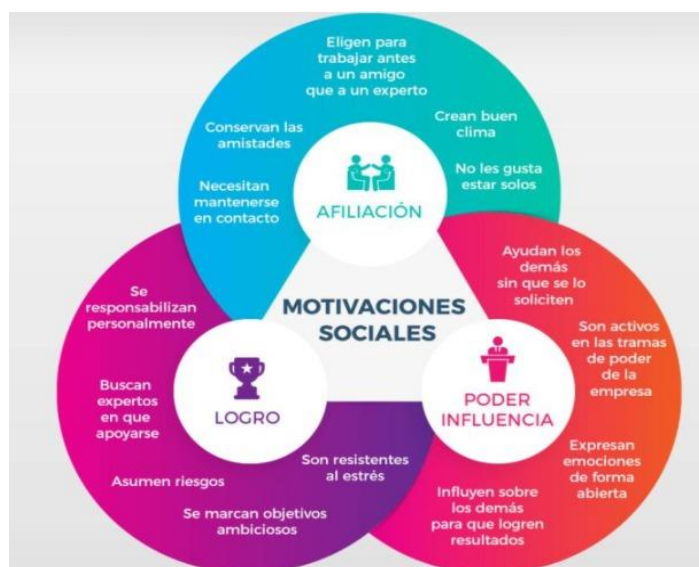 Eligen para
trabajar antes
a un amigo
que a un experto
Conservan las
amistades
Crean buen
clima
Necesitan
mantenerse
en contacto
No les gusta
estar solos
AFILIACIÓN
MOTIVACIONES
SOCIALES
Se
responsabilizan
personalmente
Buscan
expertos
en que
apoyarse
Asumen riesgos
Se marcan objetivos
ambiciosos
Son resistentes
al estrés
LOGRO
Ayudan los
demás
sin que se lo
soliciten
Son activos
en las tramas
de poder
de la
empresa
Expresan
emociones
de forma
abierta
Influyen sobre
los demás
para que logren
resultados
PODER
INFLUENCIA